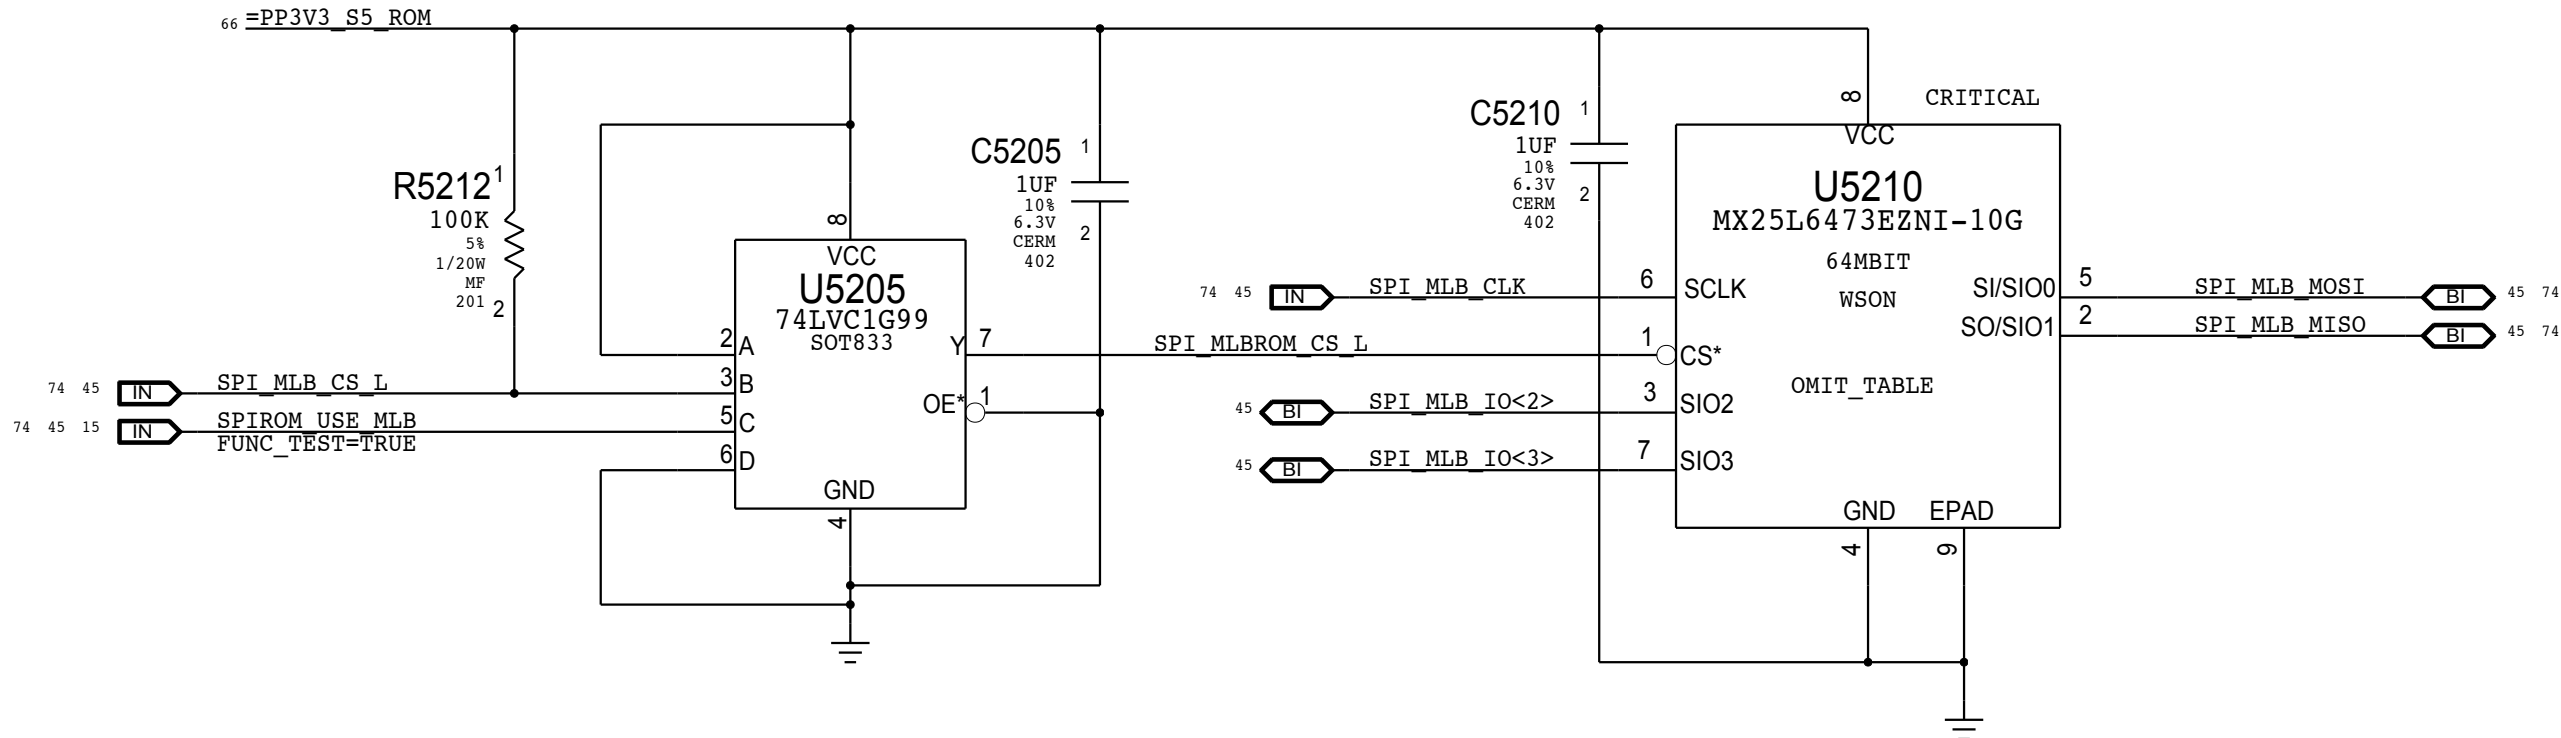 66 =PP3V3_S5_ROM
R5212
1
100K
5%
1/20W
MF
201
2
8
VCC
U5205
74LVC1G99
SOT833
2 A
3 B
5 C
6 D
Y 7
OE* 1
GND
4
C5205
1
1UF
10%
6.3V
CERM
402
2
74 45 IN SPI_MLB_CS_L
74 45 15 IN SPIROM_USE_MLB
FUNC_TEST=TRUE
C5210
1
1UF
10%
6.3V
CERM
402
2
8
CRITICAL
VCC
U5210
MX25L6473EZNI-10G
64MBIT
WSON
OMIT_TABLE
74 45 IN SPI_MLB_CLK 6 SCLK
SPI_MLBROM_CS_L 1 CS*
45 BI SPI_MLB_IO<2> 3 SIO2
45 BI SPI_MLB_IO<3> 7 SIO3
SI/SIO0 5 SPI_MLB_MOSI BI 45 74
SO/SIO1 2 SPI_MLB_MISO BI 45 74
GND EPAD
4 9